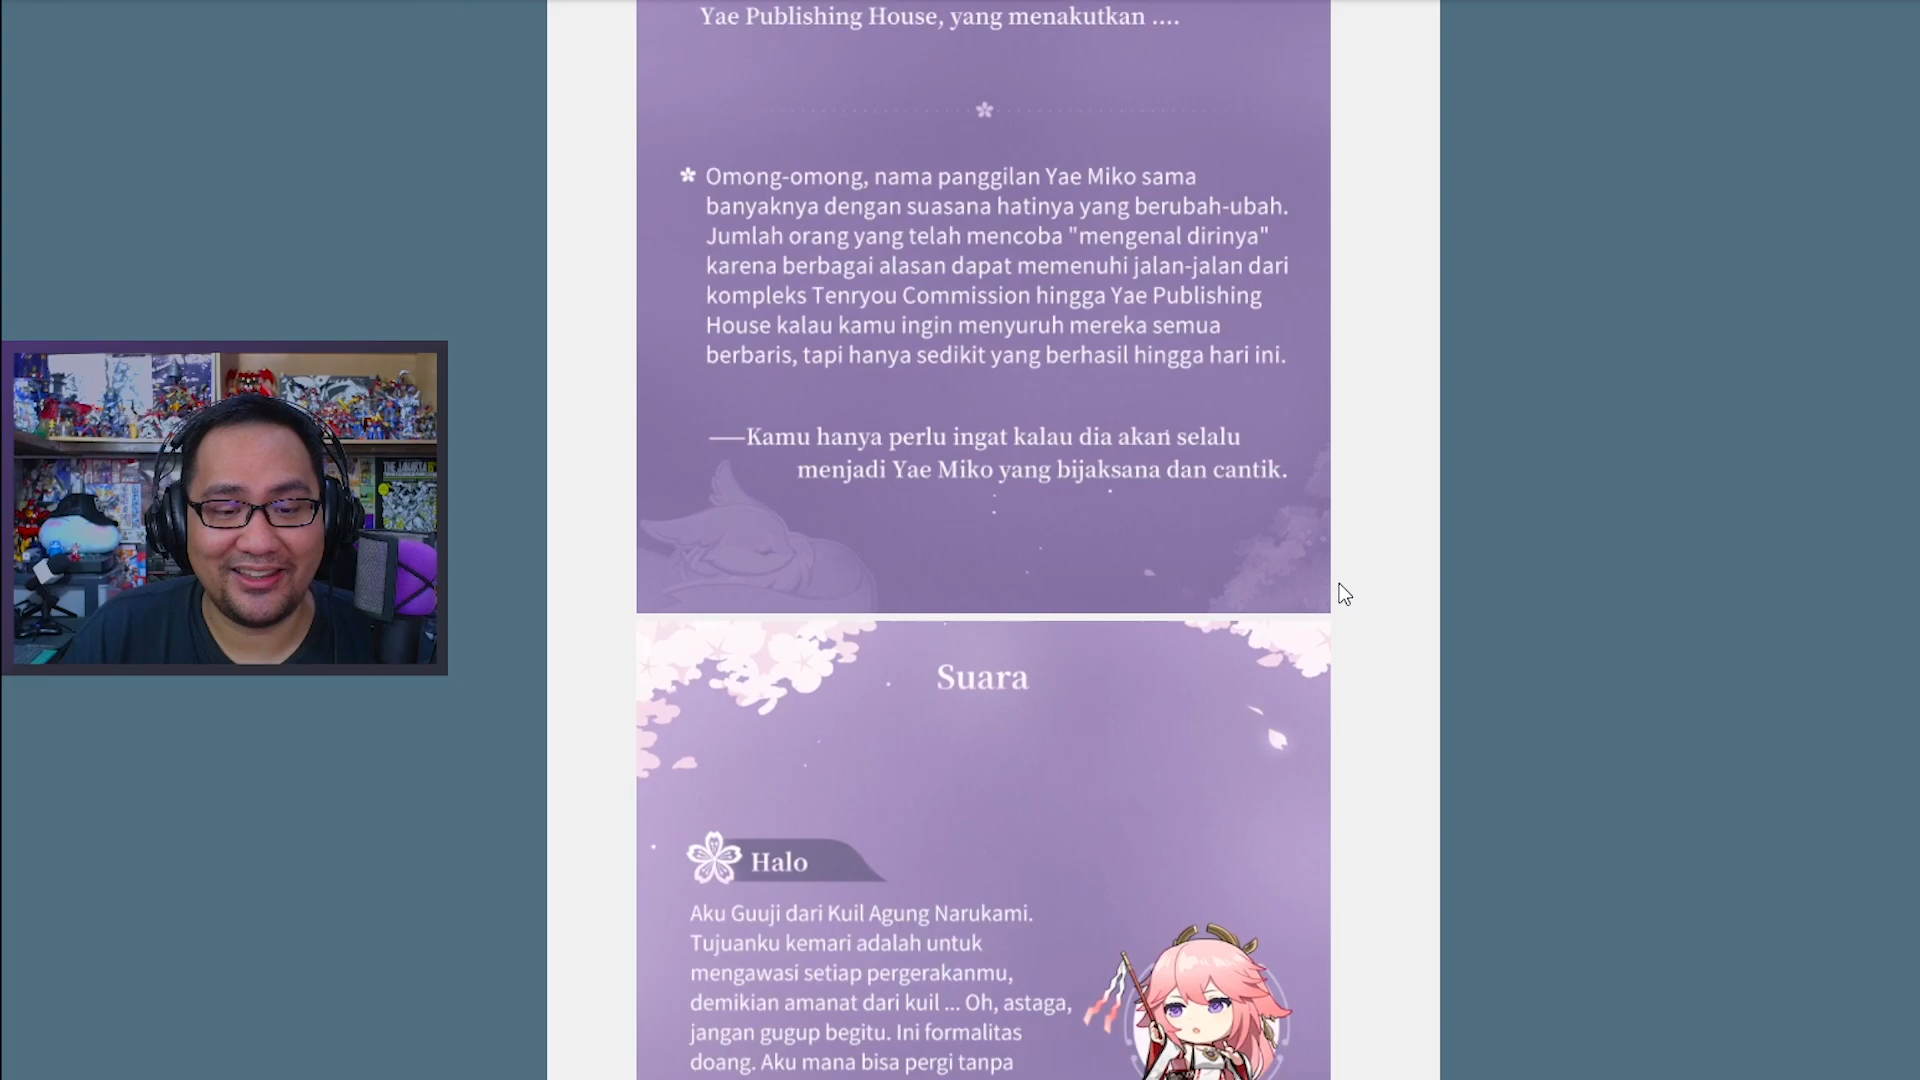 Yae Publishing House, yang menakutkan ....
Omong-omong, nama panggilan Yae Miko sama
banyaknya dengan suasana hatinya yang berubah-ubah.
Jumlah orang yang telah mencoba "mengenal dirinya"
karena berbagai alasan dapat memenuhi jalan-jalan dari
kompleks Tenryou Commission hingga Yae Publishing
House kalau kamu ingin menyuruh mereka semua
berbaris, tapi hanya sedikit yang berhasil hingga hari ini.
——Kamu hanya perlu ingat kalau dia akan selalu
menjadi Yae Miko yang bijaksana dan cantik.
THE JAKARTA
Suara
Halo
Aku Guuji dari Kuil Agung Narukami.
Tujuanku kemari adalah untuk
mengawasi setiap pergerakanmu,
demikian amanat dari kuil ... Oh, astaga,
jangan gugup begitu. Ini formalitas
doang. Aku mana bisa pergi tanpa